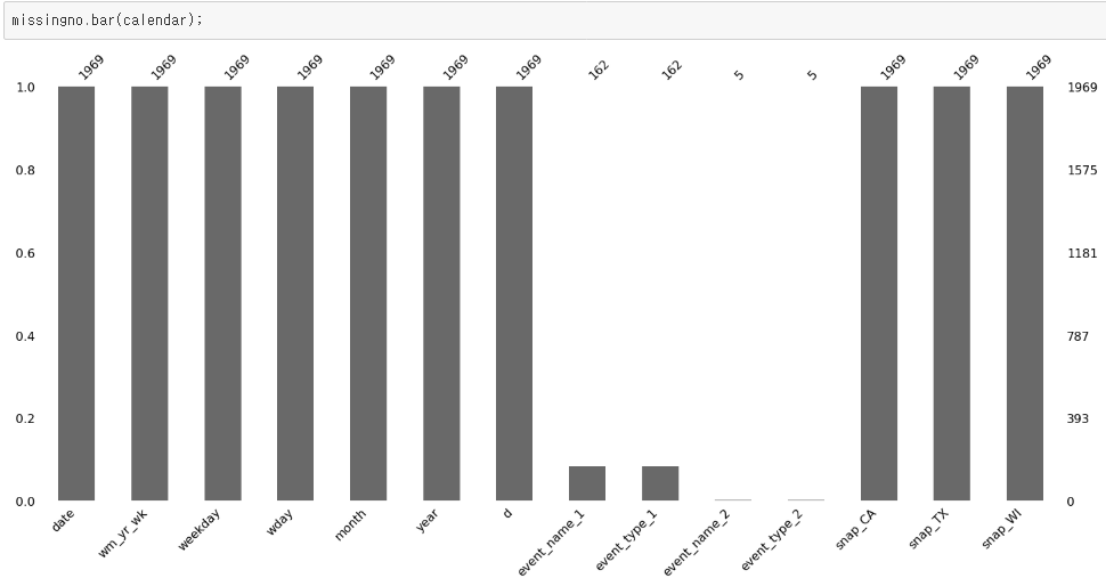 missingno.bar(calendar);
1969 1969 1969 1969 1969 1969 1969 162 162 5 5 1969 1969 1969
1.0 1969
0.8 1575
0.6 1181
0.4 787
0.2 393
0.0 0
date wm_yr_wk weekday wday month year d event_name_1 event_type_1 event_name_2 event_type_2 snap_CA snap_TX snap_WI